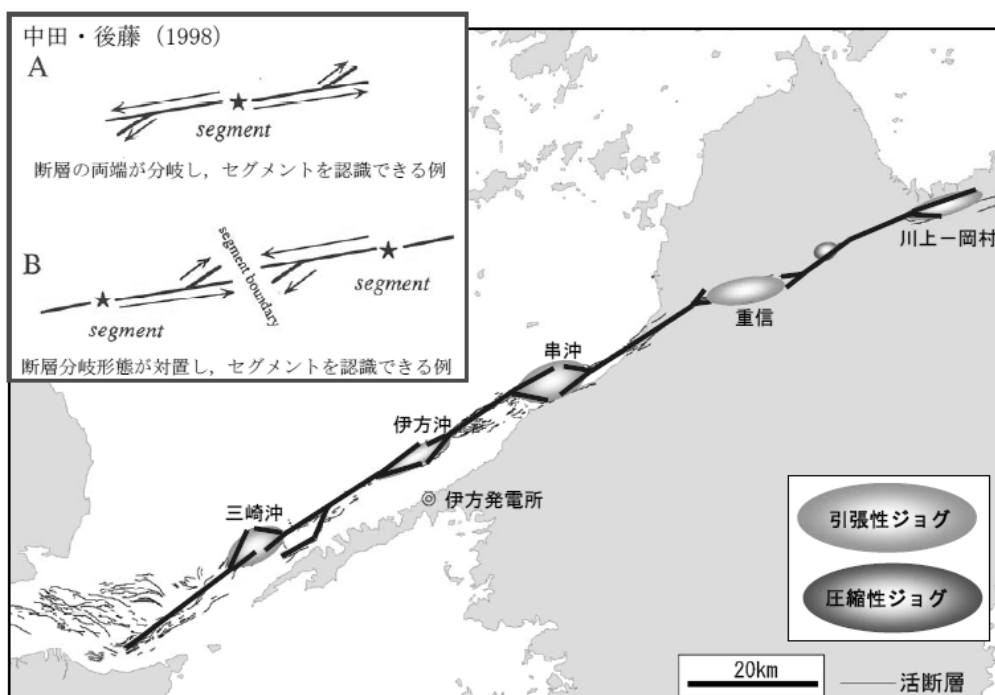 中田・後藤（1998）
A
segment
断層の両端が分岐し，セグメントを認識できる例
B
segment boundary
segment
segment
断層分岐形態が対置し，セグメントを認識できる例
川上－岡村
重信
串沖
伊方沖
伊方発電所
三崎沖
引張性ジョグ
圧縮性ジョグ
20km
活断層